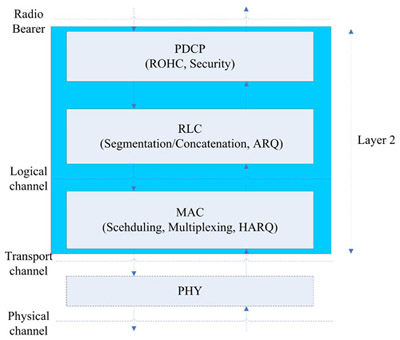 Radio
Bearer
PDCP
(ROHC, Security)
RLC
(Segmentation/Concatenation, ARQ)
Layer 2
Logical
channel
MAC
(Scehduling, Multiplexing, HARQ)
Transport
channel
PHY
Physical
channel